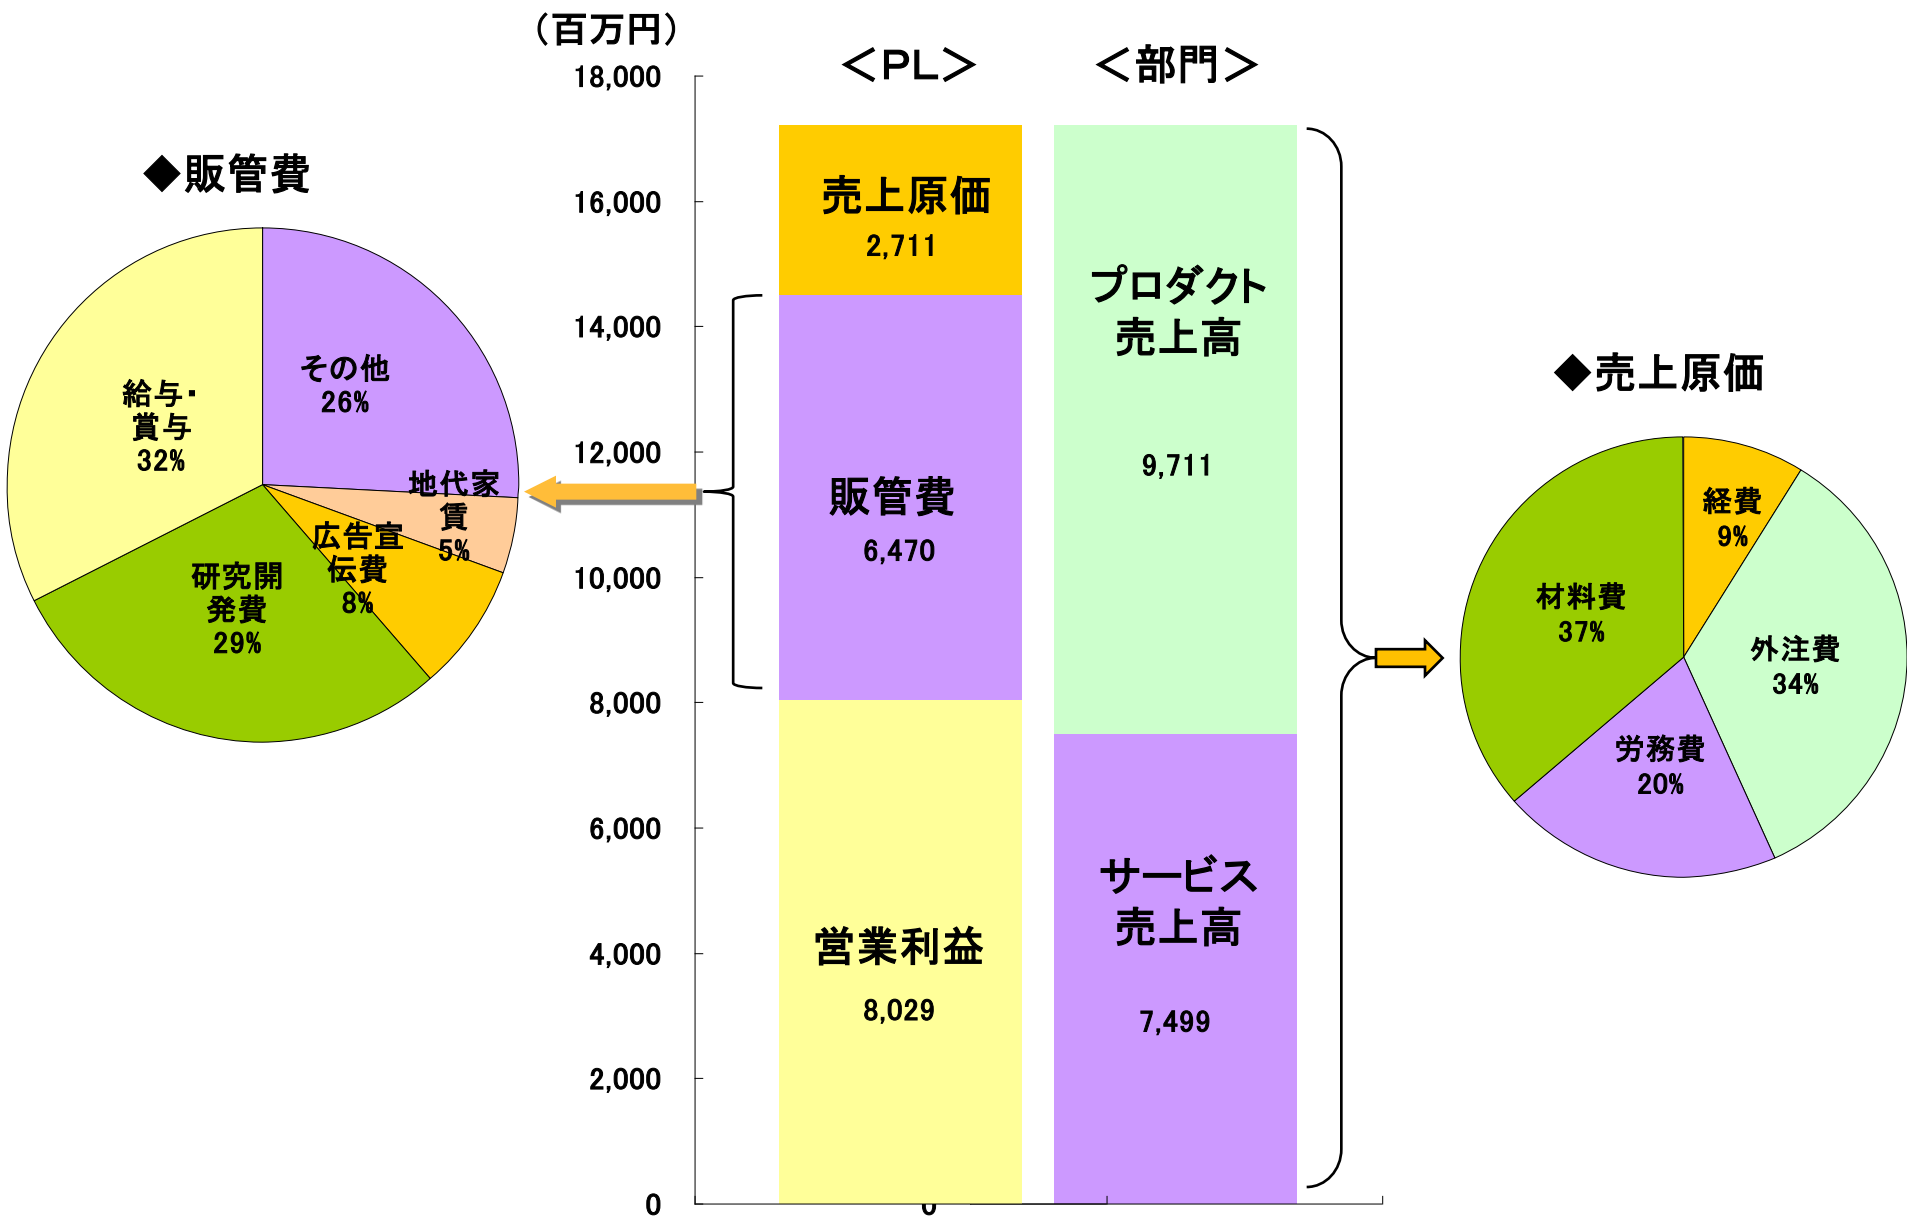 （百万円）
＜PL＞
＜部門＞
18,000
16,000
14,000
12,000
10,000
8,000
6,000
4,000
2,000
0
0
◆販管費
その他
26%
地代家
賃
5%
広告宣
伝費
8%
研究開
発費
29%
給与・
賞与
32%
売上原価
2,711
販管費
6,470
営業利益
8,029
プロダクト
売上高
9,711
サービス
売上高
7,499
◆売上原価
経費
9%
外注費
34%
労務費
20%
材料費
37%